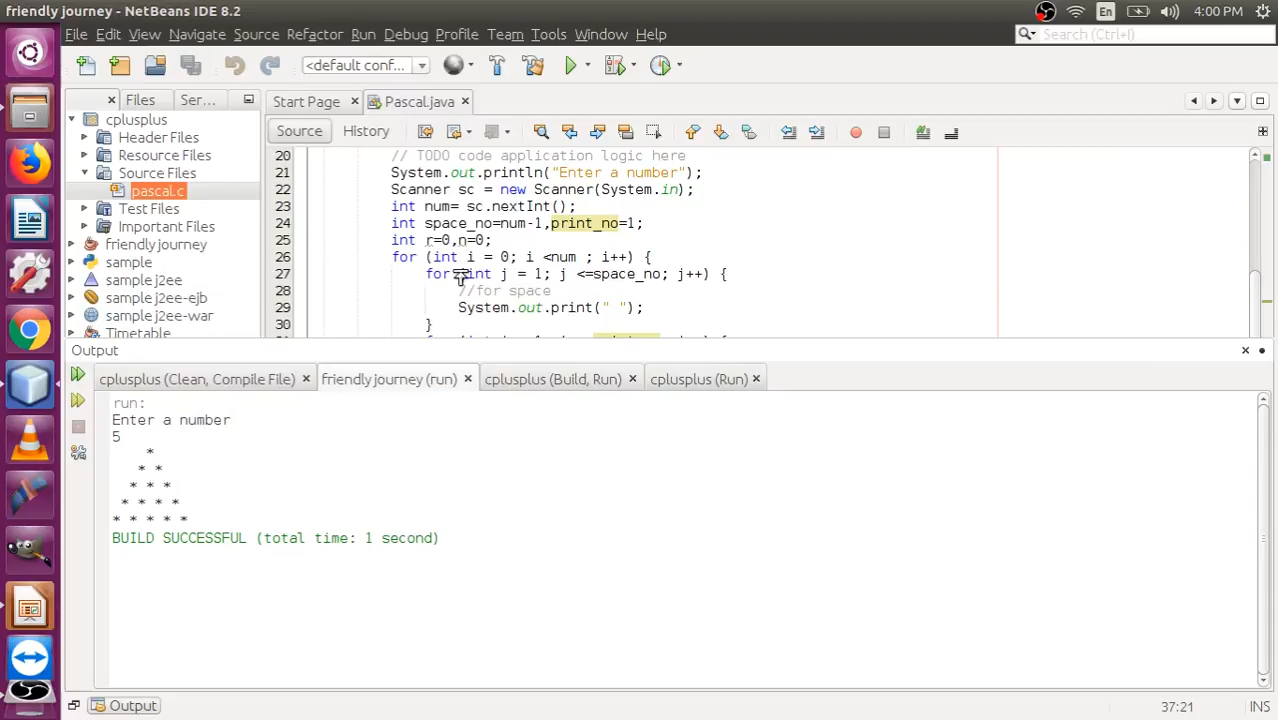 friendly journey - NetBeans IDE 8.2
En
4:00 PM
File Edit View Navigate Source Refactor Run Debug Profile Team Tools Window Help
Search (Ctrl+I)
<default conf...
Files
Ser...
Start Page
Pascal.java
cplusplus
Header Files
Resource Files
Source Files
pascal.c
Test Files
Important Files
friendly journey
sample
sample j2ee
sample j2ee-ejb
sample j2ee-war
Timetable
Source
History
20 // TODO code application logic here
21 System.out.println("Enter a number");
22 Scanner sc = new Scanner(System.in);
23 int num= sc.nextInt();
24 int space_no=num-1,print_no=1;
25 int r=0,n=0;
26 for (int i = 0; i <num ; i++) {
27 for (int j = 1; j <=space_no; j++) {
28 //for space
29 System.out.print(" ");
30 }
Output
cplusplus (Clean, Compile File)
friendly journey (run)
cplusplus (Build, Run)
cplusplus (Run)
run:
Enter a number
5
*
* *
* * *
* * * *
* * * * *
BUILD SUCCESSFUL (total time: 1 second)
Output
37:21
INS